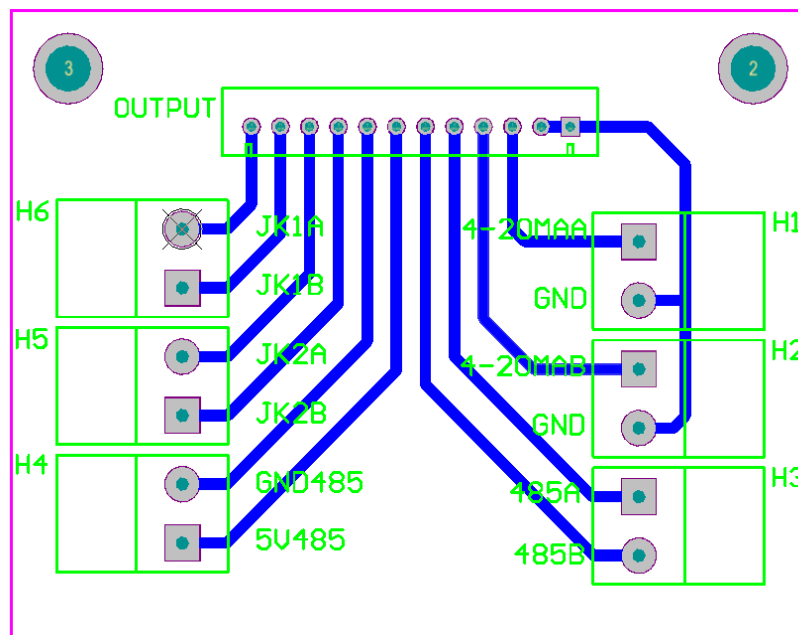 3
2
OUTPUT
H6
JK1A
4-20MAA
H1
JK1B
GND
H5
JK2A
4-20MAB
H2
JK2B
GND
H4
GND485
485A
H3
5V485
485B